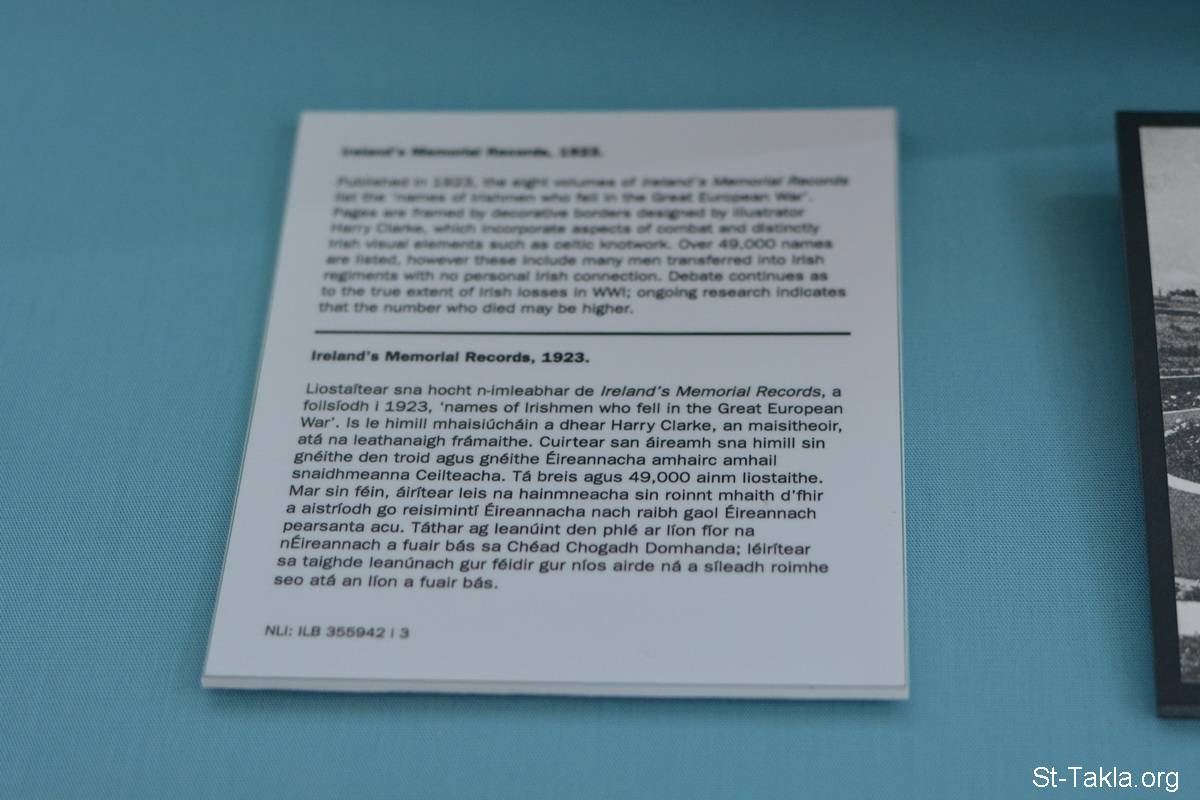 Ireland's Memorial Records, 1923.
Published in 1923, the eight volumes of Ireland's Memorial Records
list the 'names of Irishmen who fell in the Great European War'.
Pages are framed by decorative borders designed by illustrator
Harry Clarke, which incorporate aspects of combat and distinctly
Irish visual elements such as celtic knotwork. Over 49,000 names
are listed, however these include many men transferred into Irish
regiments with no personal Irish connection. Debate continues as
to the true extent of Irish losses in WWI; ongoing research indicates
that the number who died may be higher.
Ireland's Memorial Records, 1923.
Liostaítear sna hocht n-imleabhar de Ireland's Memorial Records, a
foilsíodh i 1923, 'names of Irishmen who fell in the Great European
War'. Is le himill mhaisiúcháin a dhear Harry Clarke, an maisitheoir,
atá na leathanaigh frámaithe. Cuirtear san áireamh sna himill sin
gnéithe den troid agus gnéithe Éireannacha amhairc amhail
snaidhmeanna Ceilteacha. Tá breis agus 49,000 ainm liostaithe.
Mar sin féin, áirítear leis na hainmneacha sin roinnt mhaith d'fhir
a aistríodh go reisimintí Éireannacha nach raibh gaol Éireannach
pearsanta acu. Táthar ag leanúint den phlé ar líon fíor na
nÉireannach a fuair bás sa Chéad Chogadh Domhanda; léirítear
sa taighde leanúnach gur féidir gur níos airde ná a síleadh roimhe
seo atá an líon a fuair bás.
NLI: ILB 355942 i 3
St-Takla.org